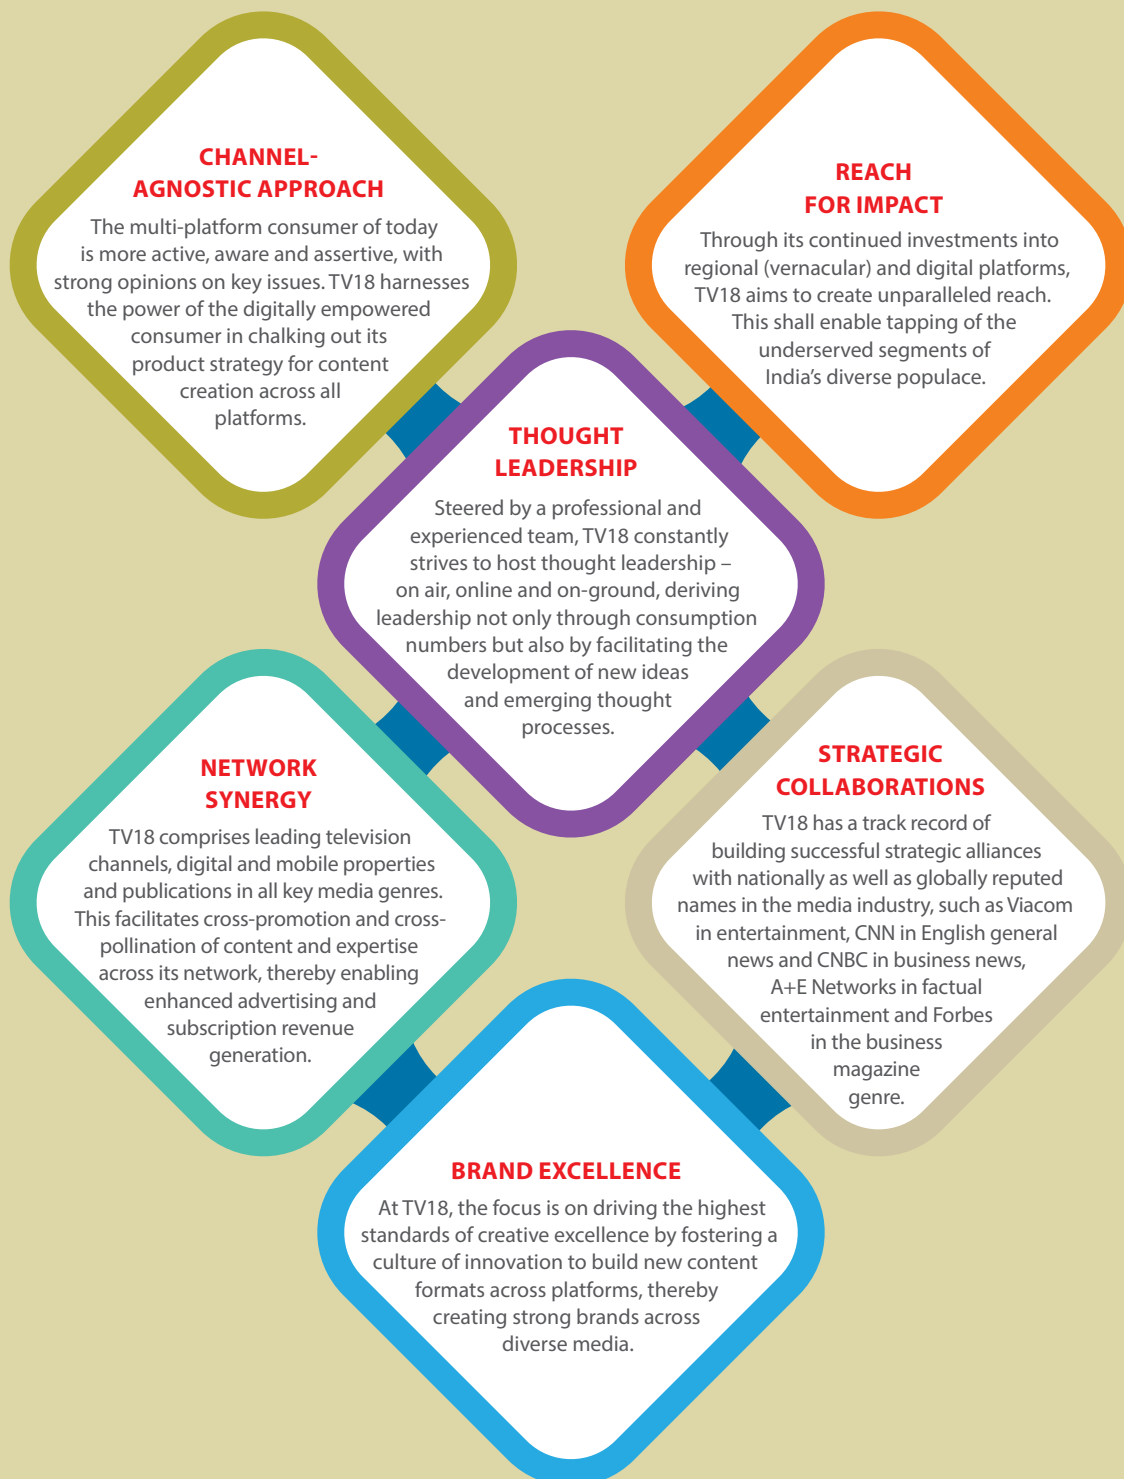 CHANNEL-
AGNOSTIC APPROACH
The multi-platform consumer of today
is more active, aware and assertive, with
strong opinions on key issues. TV18 harnesses
the power of the digitally empowered
consumer in chalking out its
product strategy for content
creation across all
platforms.
REACH
FOR IMPACT
Through its continued investments into
regional (vernacular) and digital platforms,
TV18 aims to create unparalleled reach.
This shall enable tapping of the
underserved segments of
India’s diverse populace.
THOUGHT
LEADERSHIP
Steered by a professional and
experienced team, TV18 constantly
strives to host thought leadership –
on air, online and on-ground, deriving
leadership not only through consumption
numbers but also by facilitating the
development of new ideas
and emerging thought
processes.
NETWORK
SYNERGY
TV18 comprises leading television
channels, digital and mobile properties
and publications in all key media genres.
This facilitates cross-promotion and cross-
pollination of content and expertise
across its network, thereby enabling
enhanced advertising and
subscription revenue
generation.
STRATEGIC
COLLABORATIONS
TV18 has a track record of
building successful strategic alliances
with nationally as well as globally reputed
names in the media industry, such as Viacom
in entertainment, CNN in English general
news and CNBC in business news,
A+E Networks in factual
entertainment and Forbes
in the business
magazine
genre.
BRAND EXCELLENCE
At TV18, the focus is on driving the highest
standards of creative excellence by fostering a
culture of innovation to build new content
formats across platforms, thereby
creating strong brands across
diverse media.